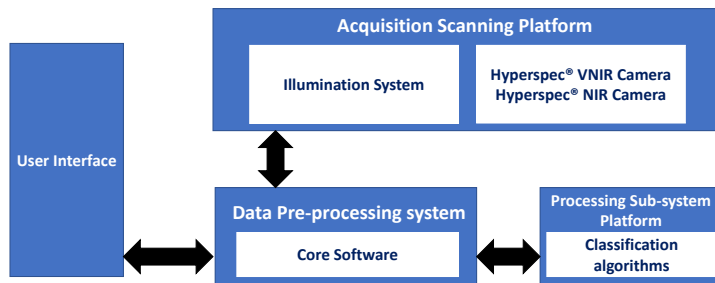 Acquisition Scanning Platform
Illumination System
Hyperspec® VNIR Camera
Hyperspec® NIR Camera
User Interface
Data Pre-processing system
Core Software
Processing Sub-system
Platform
Classification
algorithms